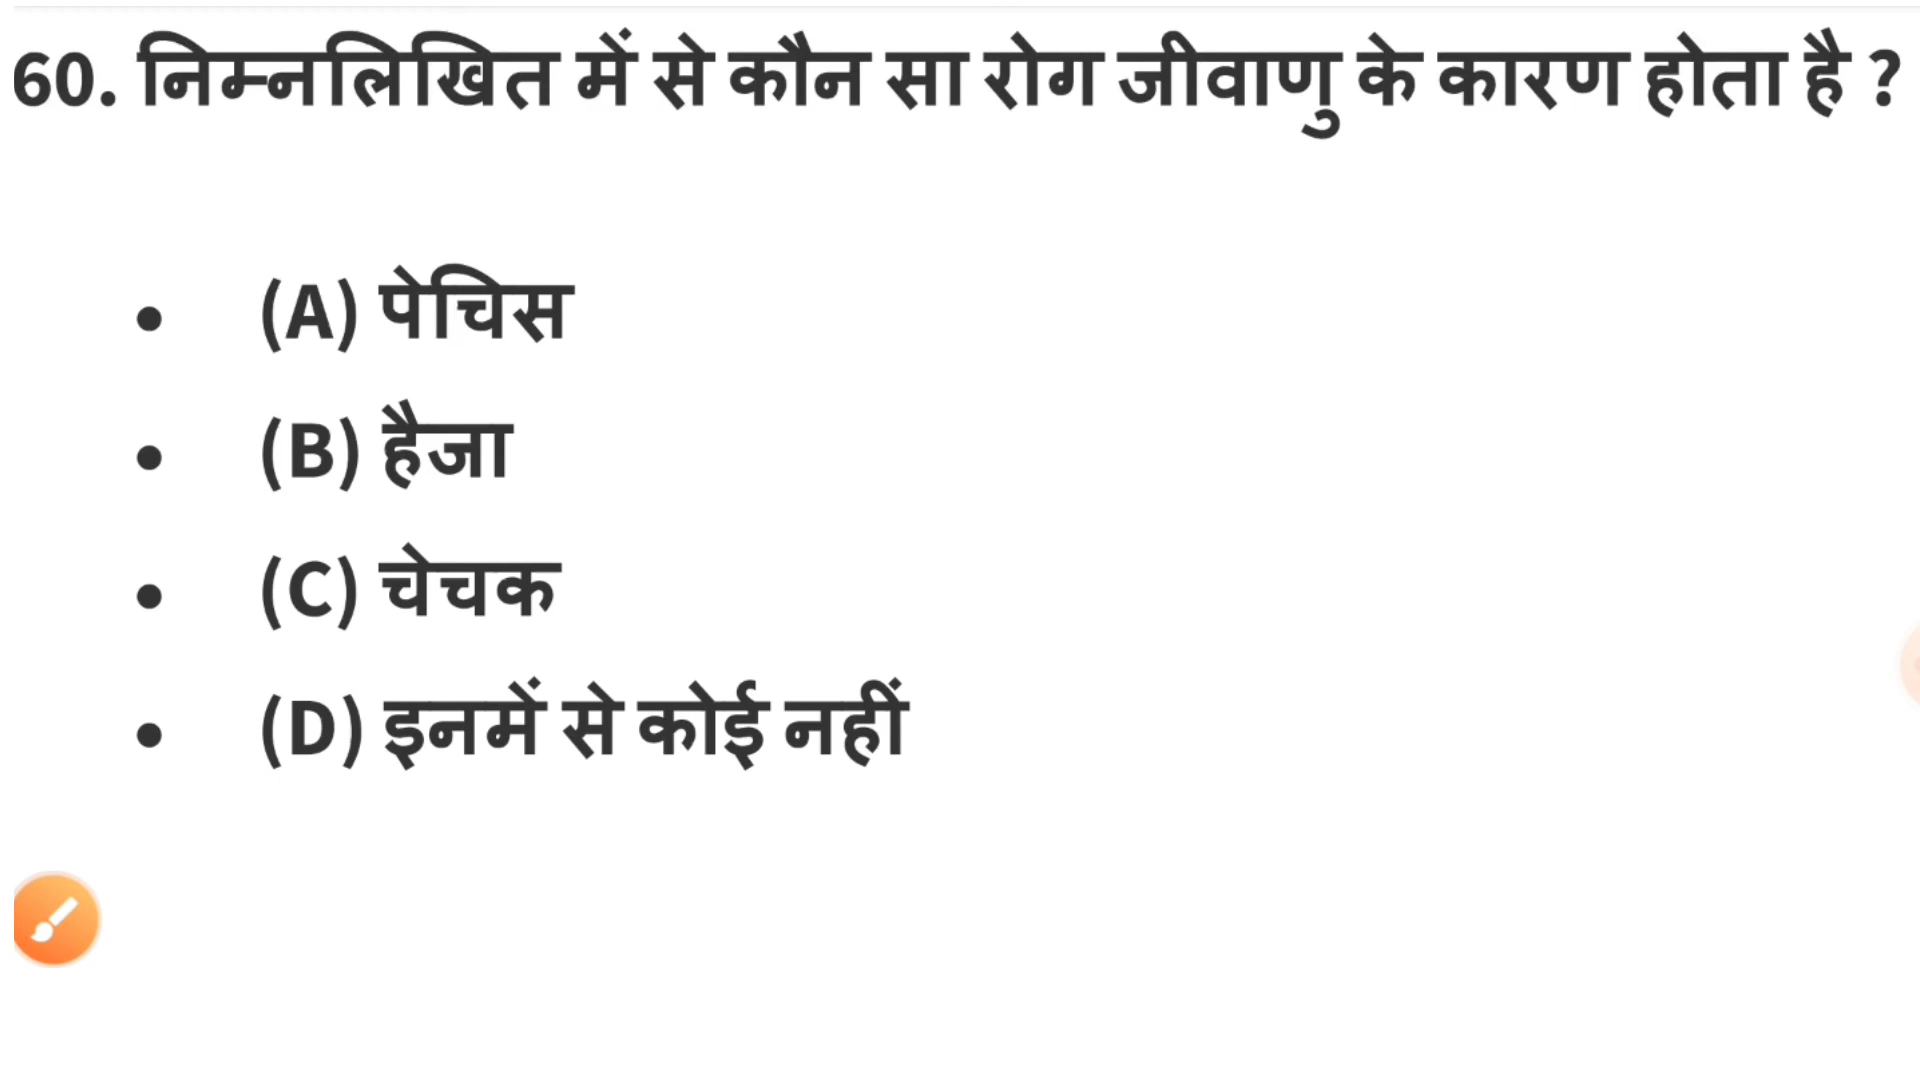 60. निम्नलिखित में से कौन सा रोग जीवाणु के कारण होता है ?
• (A) पेचिस
• (B) हैजा
• (C) चेचक
• (D) इनमें से कोई नहीं